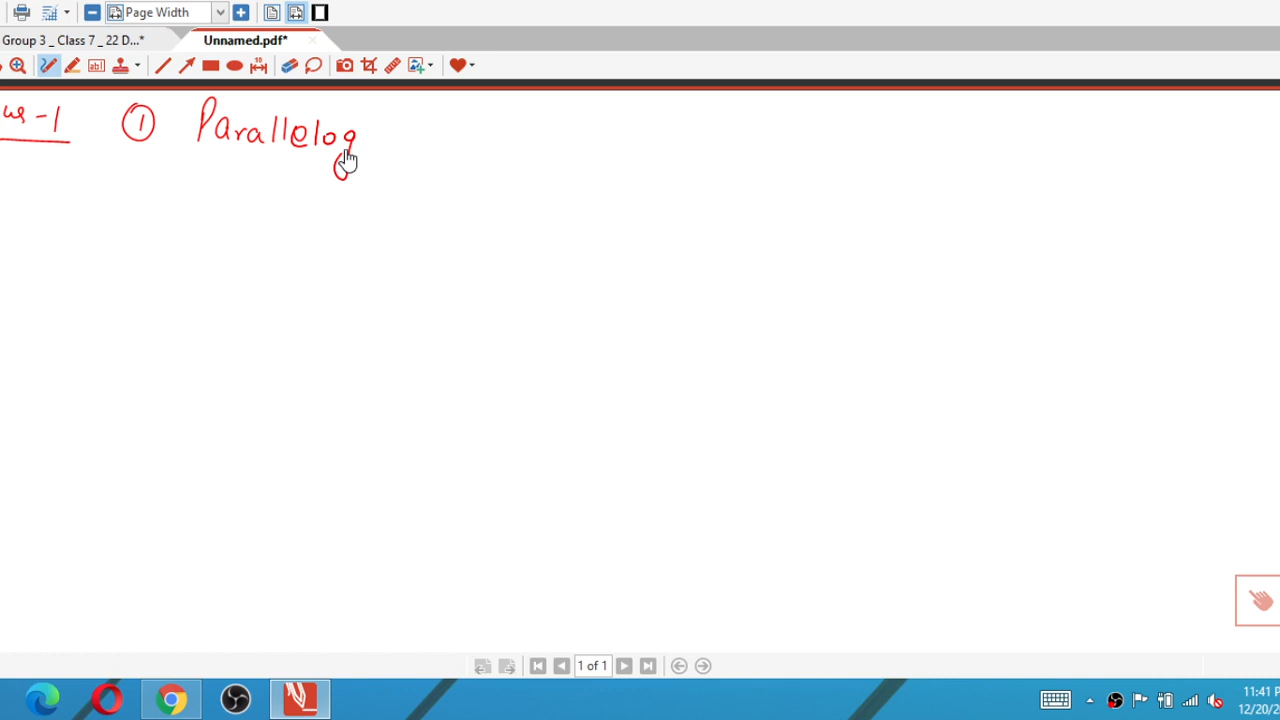 Page Width
Group 3 _ Class 7 _ 22 D...*
Unnamed.pdf*
-1 ① Parallelog
1 of 1
11:41 P
12/20/2